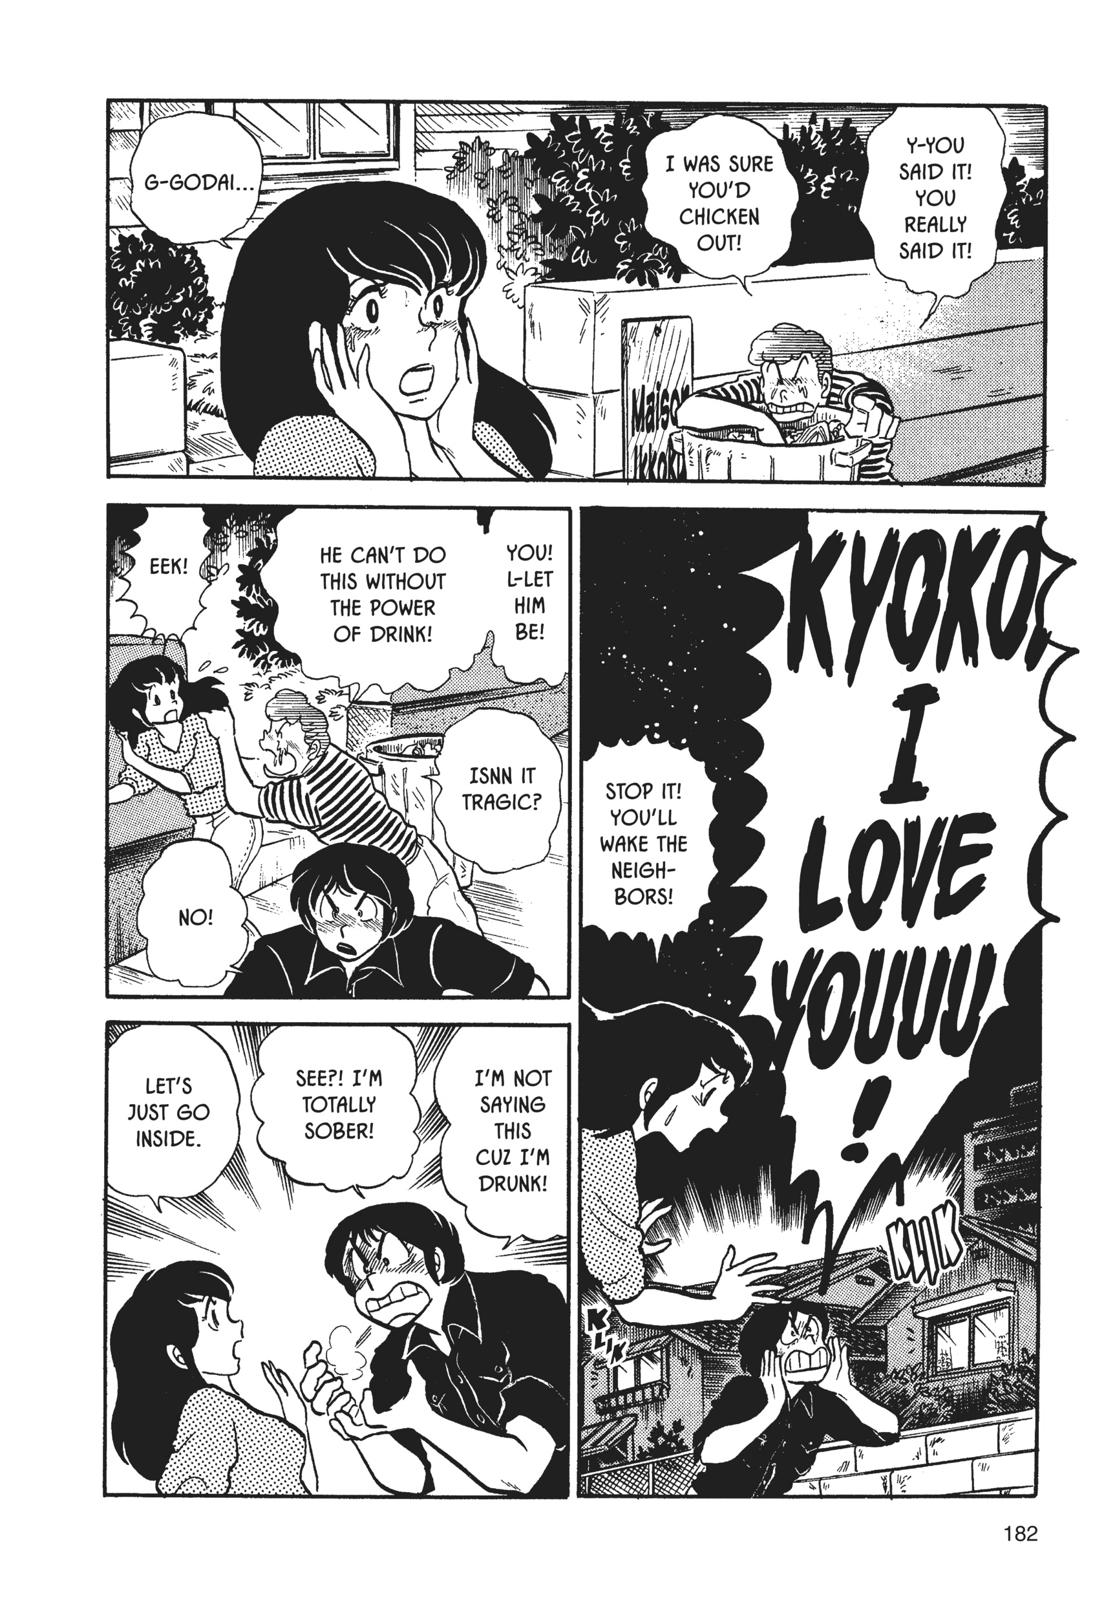 Y-YOU
SAID IT!
YOU
REALLY
SAID IT!
I WAS SURE
YOU'D
CHICKEN
OUT!
G-GODAI...
Maison
Ikkoku
KYOKO!
I
LOVE
YOUUU
!
STOP IT!
YOU'LL
WAKE THE
NEIGH-
BORS!
KLIK
KLIK
YOU!
L-LET
HIM
BE!
HE CAN'T DO
THIS WITHOUT
THE POWER
OF DRINK!
EEK!
ISNN IT
TRAGIC?
NO!
I'M NOT
SAYING
THIS
CUZ I'M
DRUNK!
SEE?! I'M
TOTALLY
SOBER!
LET'S
JUST GO
INSIDE.
182